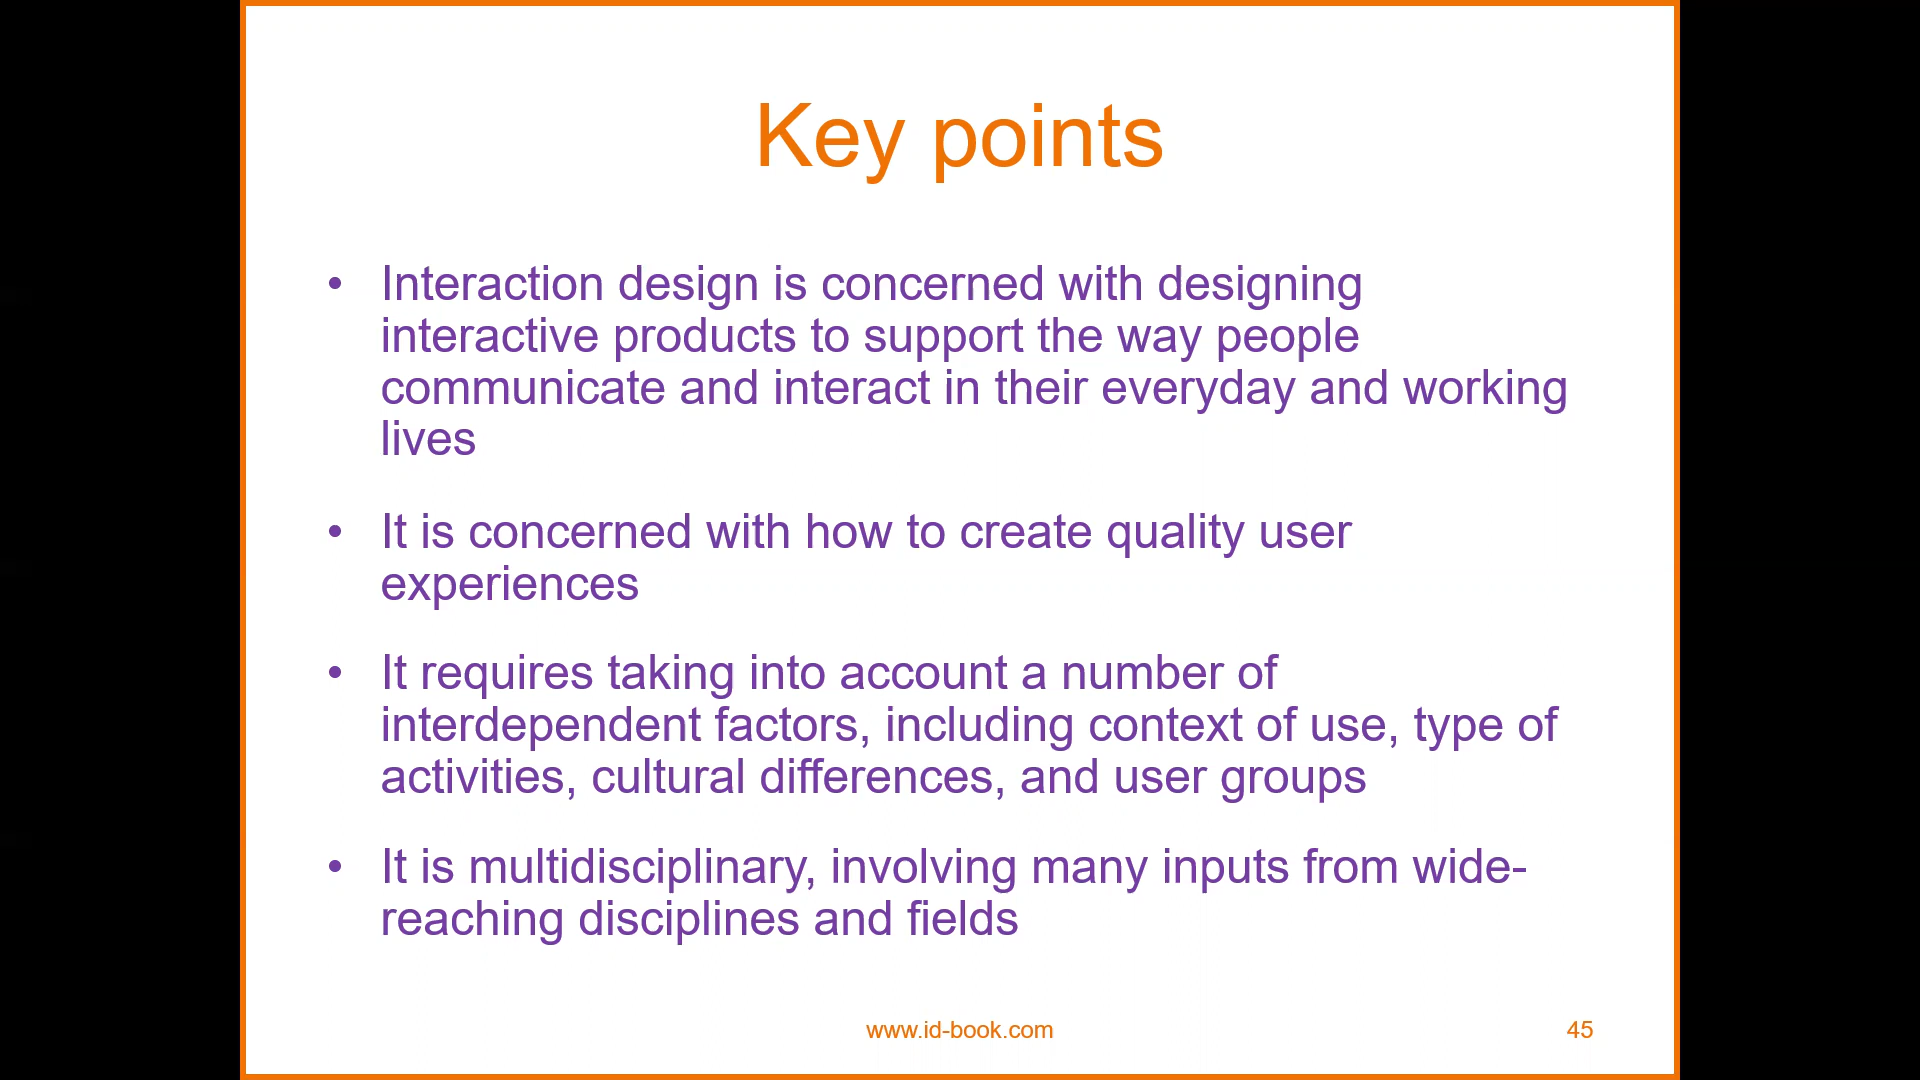 Key points
• Interaction design is concerned with designing
interactive products to support the way people
communicate and interact in their everyday and working
lives
• It is concerned with how to create quality user
experiences
• It requires taking into account a number of
interdependent factors, including context of use, type of
activities, cultural differences, and user groups
• It is multidisciplinary, involving many inputs from wide-
reaching disciplines and fields
www.id-book.com
45